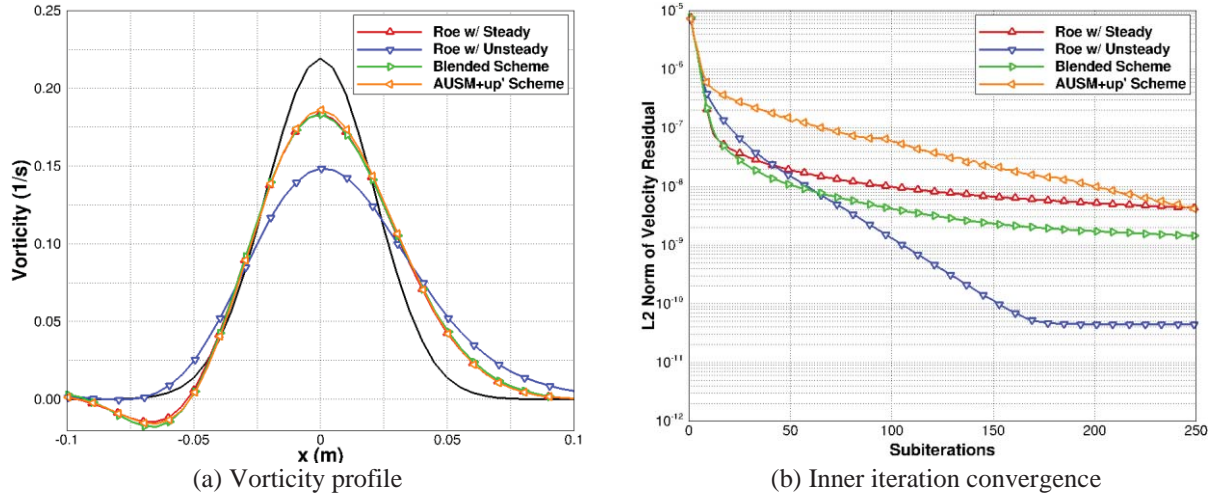 0.25
0.20
0.15
0.10
0.05
0.00
Vorticity (1/s)
-0.1
-0.05
0
0.05
0.1
x (m)
Roe w/ Steady
Roe w/ Unsteady
Blended Scheme
AUSM+up' Scheme
(a) Vorticity profile
10-5
10-6
10-7
10-8
10-9
10-10
10-11
10-12
L2 Norm of Velocity Residual
0
50
100
150
200
250
Subiterations
Roe w/ Steady
Roe w/ Unsteady
Blended Scheme
AUSM+up' Scheme
(b) Inner iteration convergence